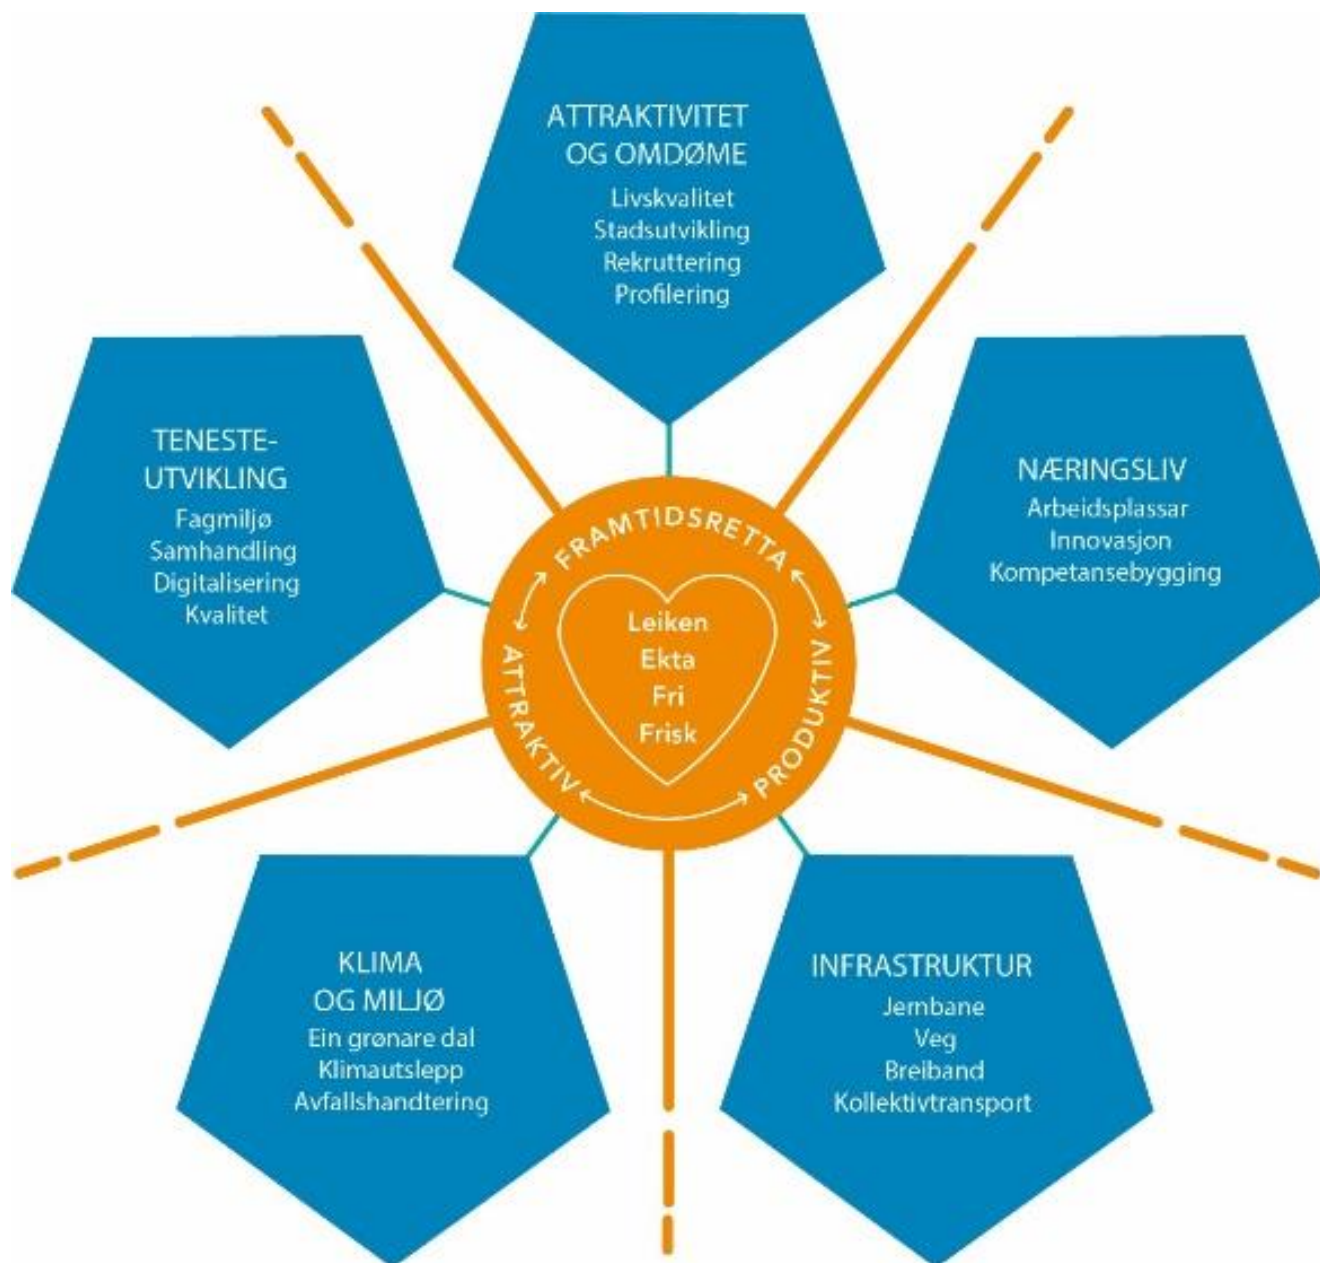 ATTRAKTIVITET
OG OMDØME
Livskvalitet
Stadsutvikling
Rekruttering
Profilering
TENESTE-
UTVIKLING
Fagmiljø
Samhandling
Digitalisering
Kvalitet
NÆRINGSLIV
Arbeidsplassar
Innovasjon
Kompetansebygging
FRAMTIDSRETTA
ATTRAKTIV
PRODUKTIV
Leiken
Ekta
Fri
Frisk
KLIMA
OG MILJØ
Ein grønare dal
Klimautslepp
Avfallshandtering
INFRASTRUKTUR
Jernbane
Veg
Breiband
Kollektivtransport